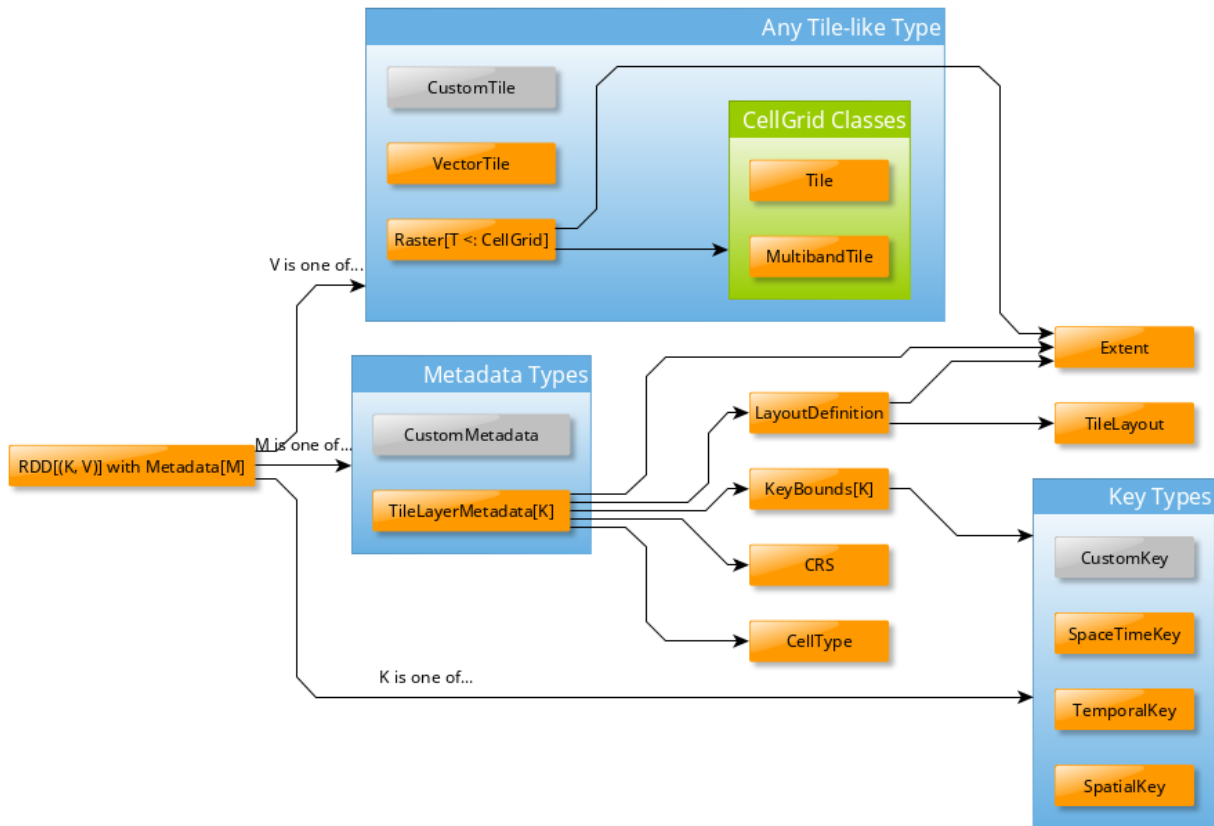 Any Tile-like Type
CustomTile
CellGrid Classes
VectorTile
Tile
Raster[T <: CellGrid]
MultibandTile
V is one of...
Extent
Metadata Types
LayoutDefinition
TileLayout
CustomMetadata
M is one of...
RDD[(K, V)] with Metadata[M]
KeyBounds[K]
Key Types
TileLayerMetadata[K]
CustomKey
CRS
SpaceTimeKey
CellType
K is one of...
TemporalKey
SpatialKey